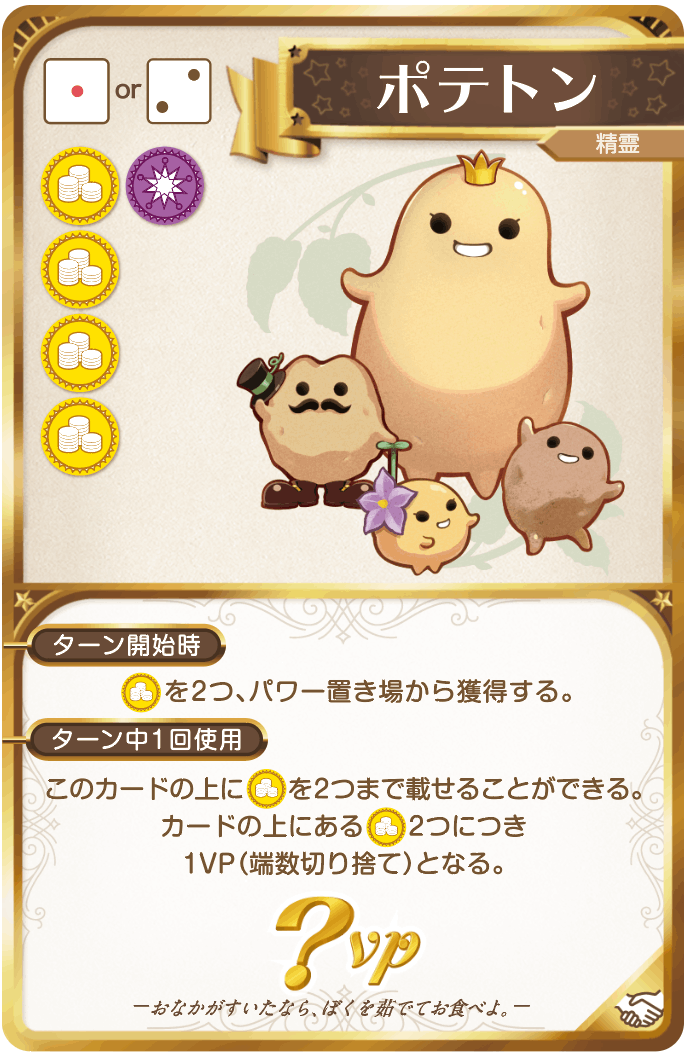 or
ポテトン
精霊
ターン開始時
を2つ、パワー置き場から獲得する。
ターン中1回使用
このカードの上にを2つまで載せることができる。
カードの上にある2つにつき
1VP(端数切り捨て)となる。
?vp
ーおなかがすいたなら、ぼくを茹でてお食べよ。ー